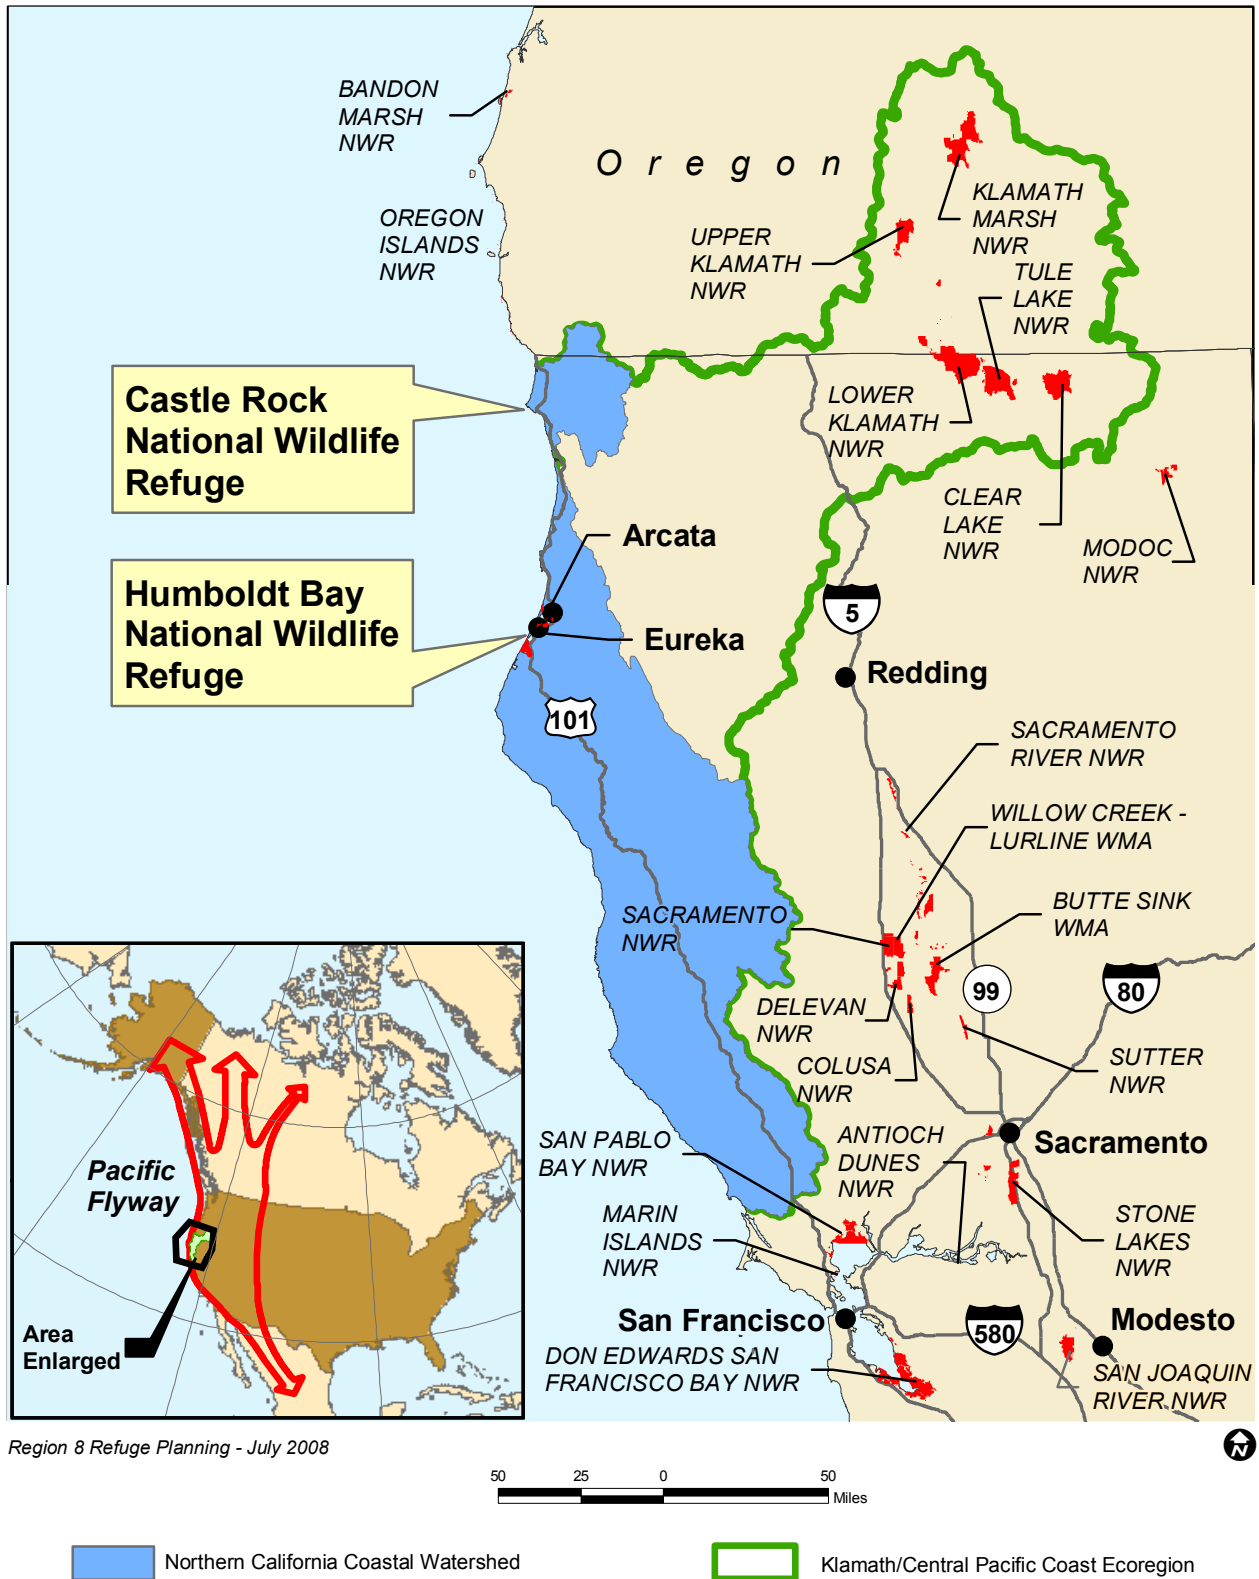 BANDON
MARSH
NWR
Oregon
OREGON
ISLANDS
NWR
KLAMATH
MARSH
NWR
UPPER
KLAMATH
NWR
TULE
LAKE
NWR
Castle Rock
National Wildlife
Refuge
LOWER
KLAMATH
NWR
CLEAR
LAKE
NWR
MODOC
NWR
Arcata
Humboldt Bay
National Wildlife
Refuge
Eureka
5
Redding
101
SACRAMENTO
RIVER NWR
WILLOW CREEK -
LURLINE WMA
SACRAMENTO
NWR
BUTTE SINK
WMA
99
80
DELEVAN
NWR
COLUSA
NWR
SUTTER
NWR
SAN PABLO
BAY NWR
ANTIOCH
DUNES
NWR
Sacramento
MARIN
ISLANDS
NWR
STONE
LAKES
NWR
San Francisco
580
Modesto
DON EDWARDS SAN
FRANCISCO BAY NWR
SAN JOAQUIN
RIVER NWR
Pacific
Flyway
Area
Enlarged
Region 8 Refuge Planning - July 2008
N
50 25 0 50
Miles
Northern California Coastal Watershed
Klamath/Central Pacific Coast Ecoregion